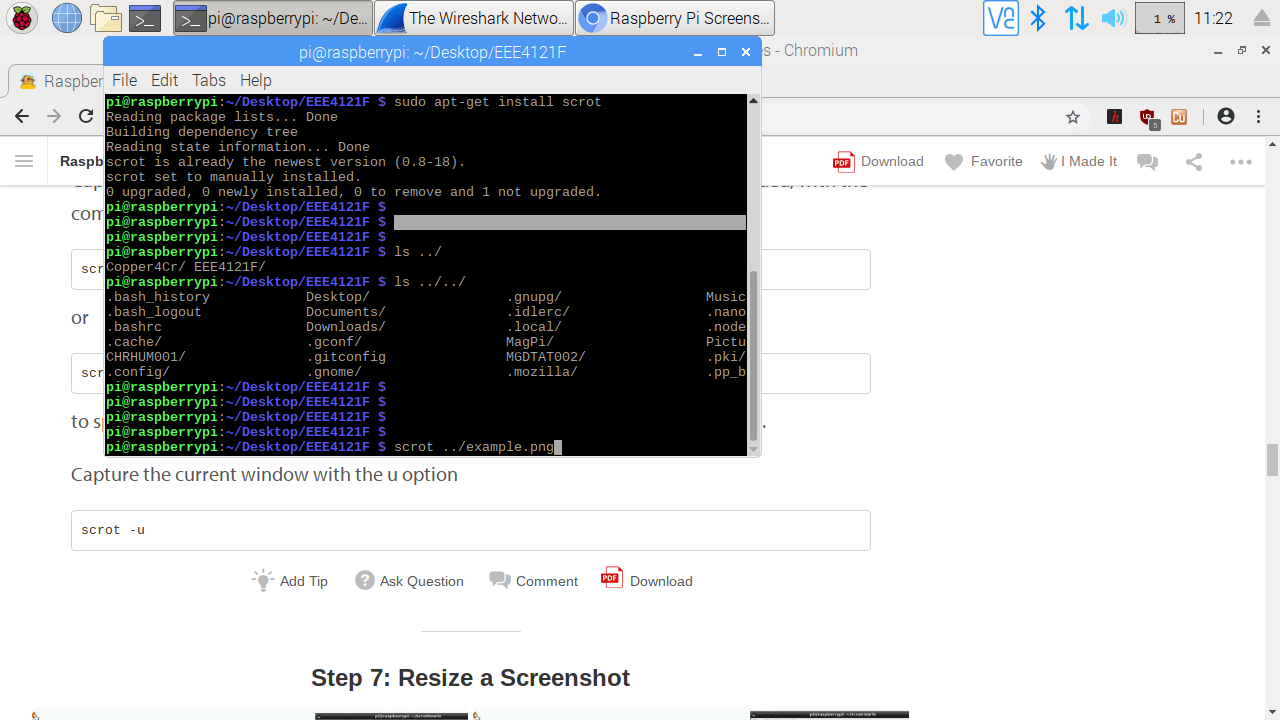 pi@raspberrypi: ~/De...
The Wireshark Netwo...
Raspberry Pi Screens...
1 %
11:22
pi@raspberrypi: ~/Desktop/EEE4121F
- Chromium
File Edit Tabs Help
Raspberr
5
Cu
Raspb
Download
Favorite
I Made It
pi@raspberrypi:~/Desktop/EEE4121F $ sudo apt-get install scrot
Reading package lists... Done
Building dependency tree
Reading state information... Done
scrot is already the newest version (0.8-18).
scrot set to manually installed.
0 upgraded, 0 newly installed, 0 to remove and 1 not upgraded.
pi@raspberrypi:~/Desktop/EEE4121F $
pi@raspberrypi:~/Desktop/EEE4121F $
pi@raspberrypi:~/Desktop/EEE4121F $
pi@raspberrypi:~/Desktop/EEE4121F $ ls ../
Copper4Cr/ EEE4121F/
pi@raspberrypi:~/Desktop/EEE4121F $ ls ../../
.bash_history Desktop/ .gnupg/ Music
.bash_logout Documents/ .idlerc/ .nano
.bashrc Downloads/ .local/ .node
.cache/ .gconf/ MagPi/ Pictu
CHRHUM001/ .gitconfig MGDTAT002/ .pki/
.config/ .gnome/ .mozilla/ .pp_b
pi@raspberrypi:~/Desktop/EEE4121F $
pi@raspberrypi:~/Desktop/EEE4121F $
pi@raspberrypi:~/Desktop/EEE4121F $
pi@raspberrypi:~/Desktop/EEE4121F $
pi@raspberrypi:~/Desktop/EEE4121F $ scrot ../example.png
com
scr
or
scr
to s
Capture the current window with the u option
scrot -u
Add Tip
Ask Question
Comment
PDF
Download
Step 7: Resize a Screenshot